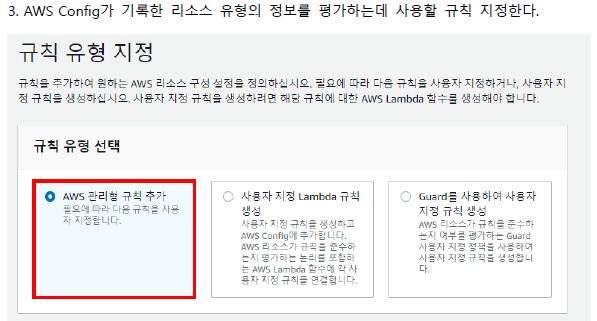 3. AWS Config가 기록한 리소스 유형의 정보를 평가하는데 사용할 규칙 지정한다.
규칙 유형 지정
규칙을 추가하여 원하는 AWS 리소스 구성 설정을 정의하십시오. 필요에 따라 다음 규칙을 사용자 지정하거나, 사용자 지
정 규칙을 생성하십시오. 사용자 지정 규칙을 생성하려면 해당 규칙에 대한 AWS Lambda 함수를 생성해야 합니다.
규칙 유형 선택
AWS 관리형 규칙 추가
필요에 따라 다음 규칙을 사용
자 지정합니다.
사용자 지정 Lambda 규칙
생성
사용자 지정 규칙을 생성하고
AWS Config에 추가합니다.
AWS 리소스가 규칙을 준수하
는지 평가하는 논리를 포함하
는 AWS Lambda 함수에 각 사
용자 지정 규칙을 연결합니다.
Guard를 사용하여 사용자
지정 규칙 생성
AWS 리소스가 규칙을 준수하
는지 여부를 평가하는 Guard
사용자 지정 정책을 사용하여
사용자 지정 규칙을 생성합니
다.